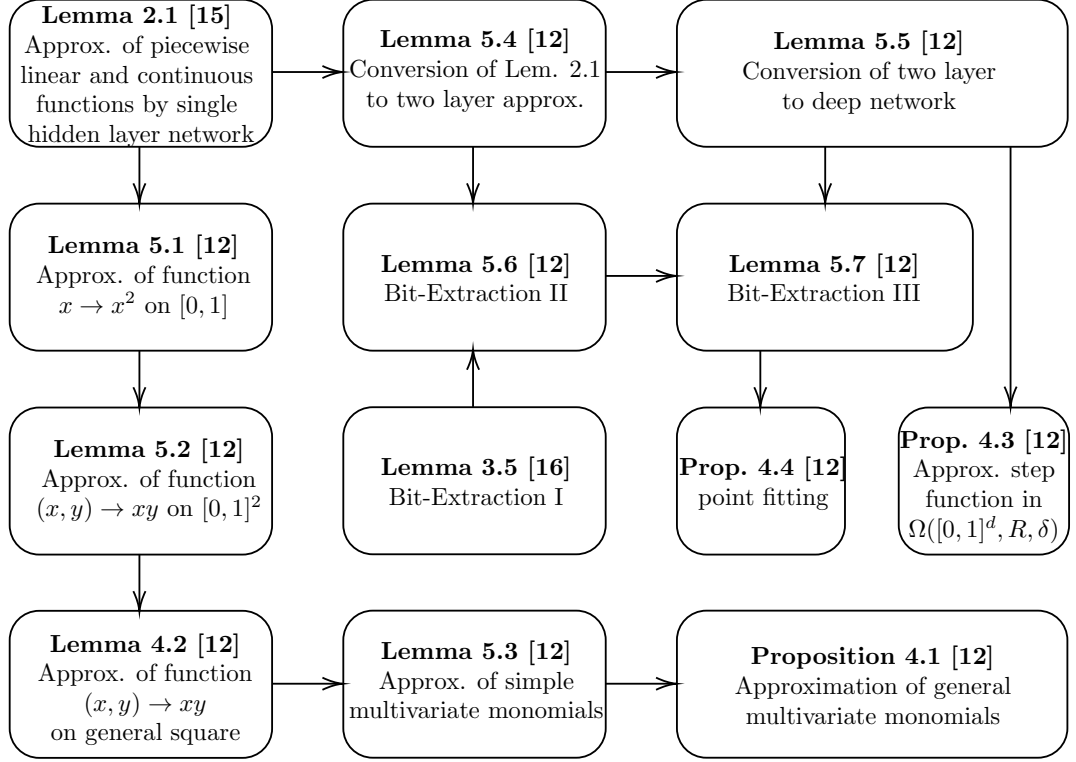 Lemma 2.1 [15]
Approx. of piecewise
linear and continuous
functions by single
hidden layer network
Lemma 5.4 [12]
Conversion of Lem. 2.1
to two layer approx.
Lemma 5.5 [12]
Conversion of two layer
to deep network
Lemma 5.1 [12]
Approx. of function
x → x² on [0, 1]
Lemma 5.6 [12]
Bit-Extraction II
Lemma 5.7 [12]
Bit-Extraction III
Lemma 5.2 [12]
Approx. of function
(x, y) → xy on [0, 1]²
Lemma 3.5 [16]
Bit-Extraction I
Prop. 4.4 [12]
point fitting
Prop. 4.3 [12]
Approx. step
function in
Ω([0, 1]ᵈ, R, δ)
Lemma 4.2 [12]
Approx. of function
(x, y) → xy
on general square
Lemma 5.3 [12]
Approx. of simple
multivariate monomials
Proposition 4.1 [12]
Approximation of general
multivariate monomials